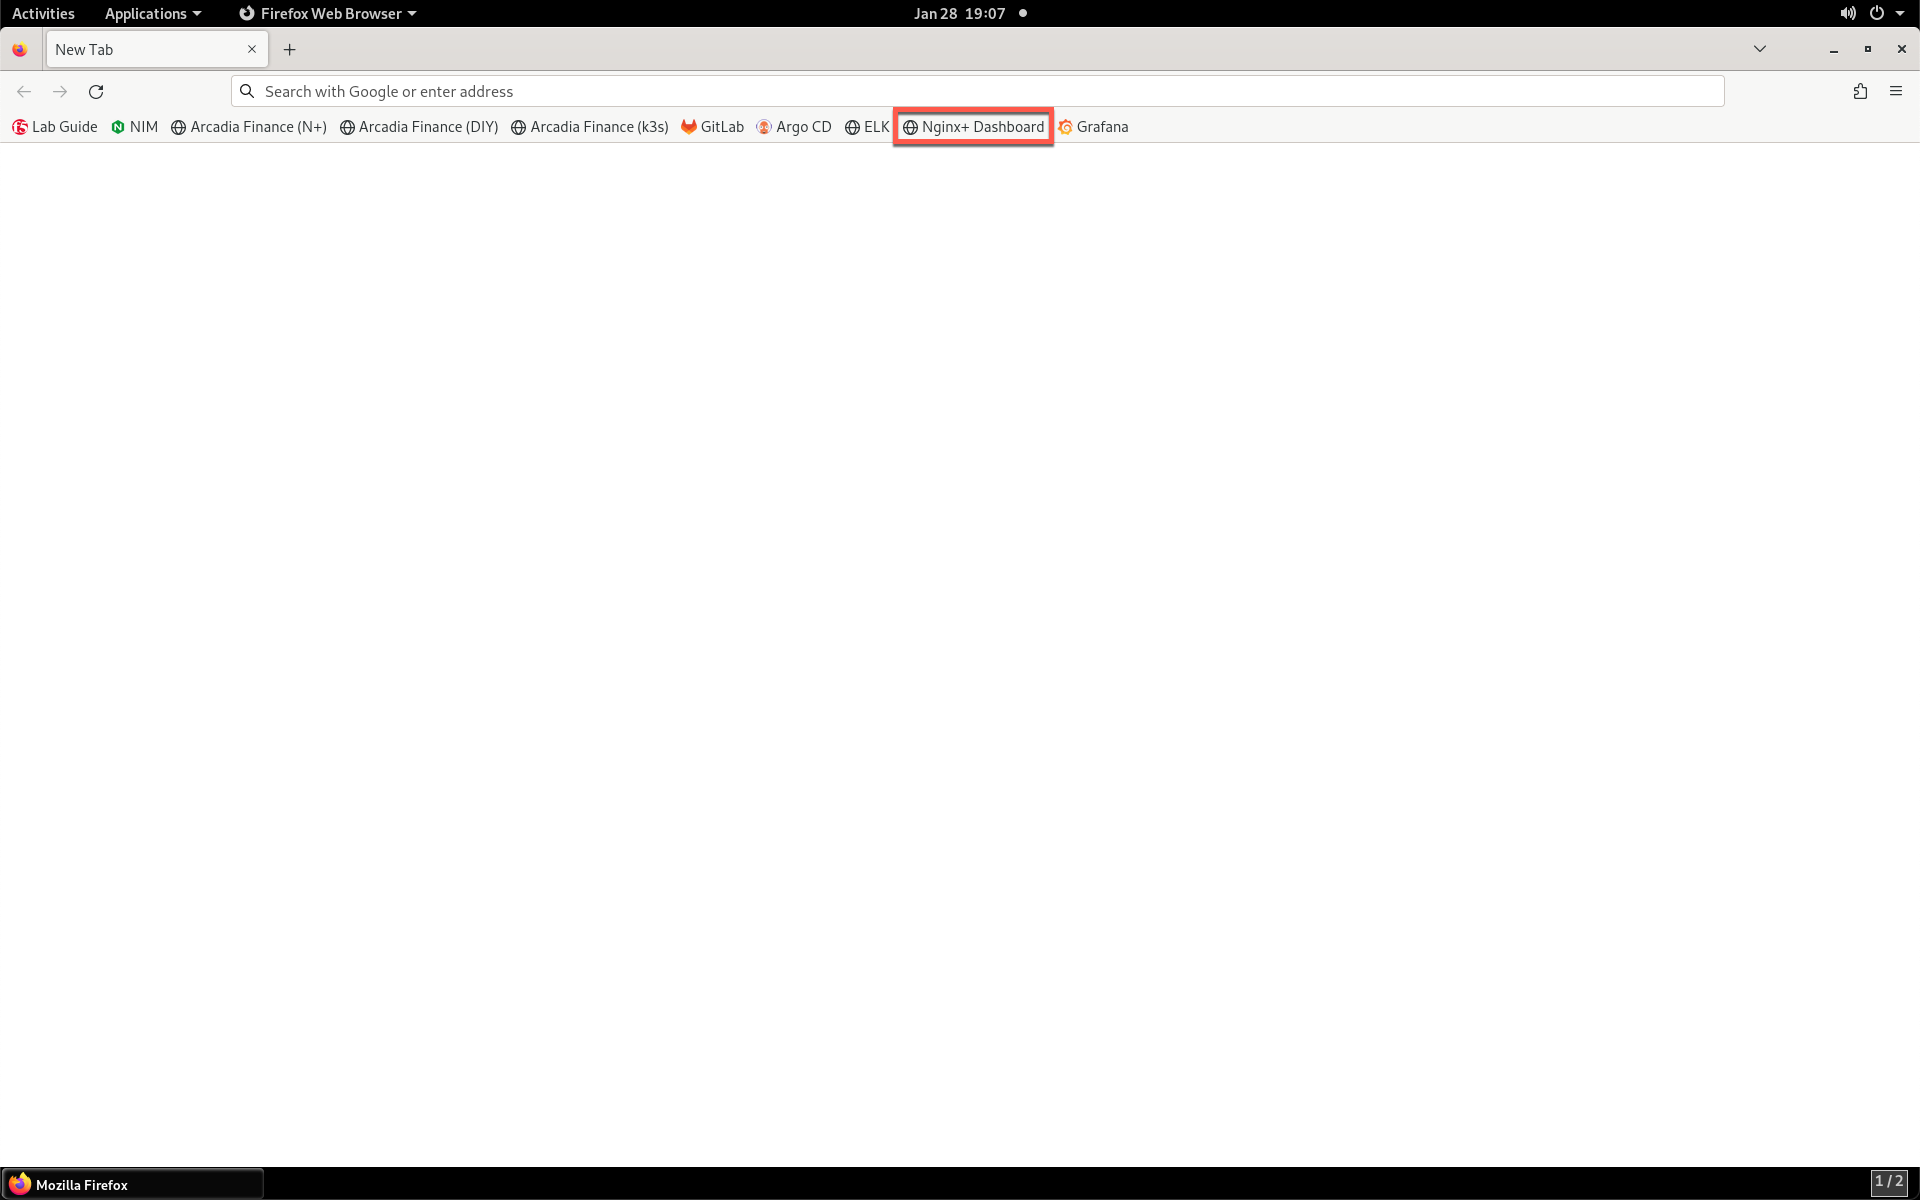 Activities Applications Firefox Web Browser Jan 28 19:07
New Tab
Search with Google or enter address
Lab Guide NIM Arcadia Finance (N+) Arcadia Finance (DIY) Arcadia Finance (k3s) GitLab Argo CD ELK Nginx+ Dashboard Grafana
Mozilla Firefox 1 / 2